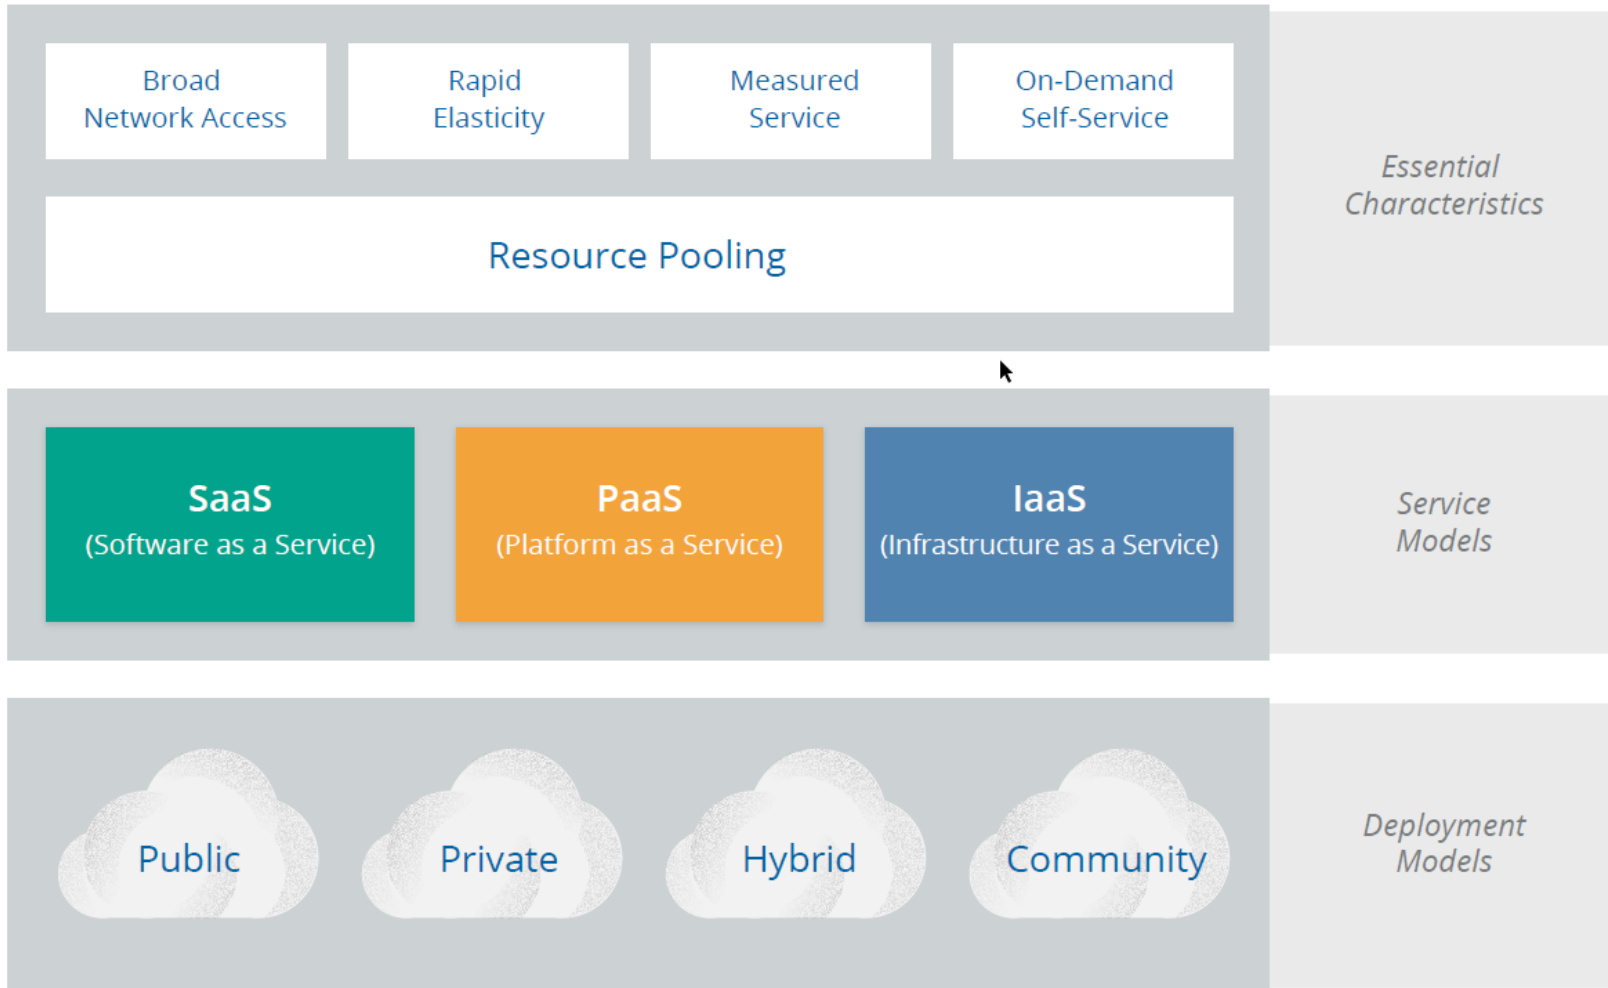 Broad
Network Access
Rapid
Elasticity
Measured
Service
On-Demand
Self-Service
Resource Pooling
Essential
Characteristics
SaaS
(Software as a Service)
PaaS
(Platform as a Service)
IaaS
(Infrastructure as a Service)
Service
Models
Public
Private
Hybrid
Community
Deployment
Models